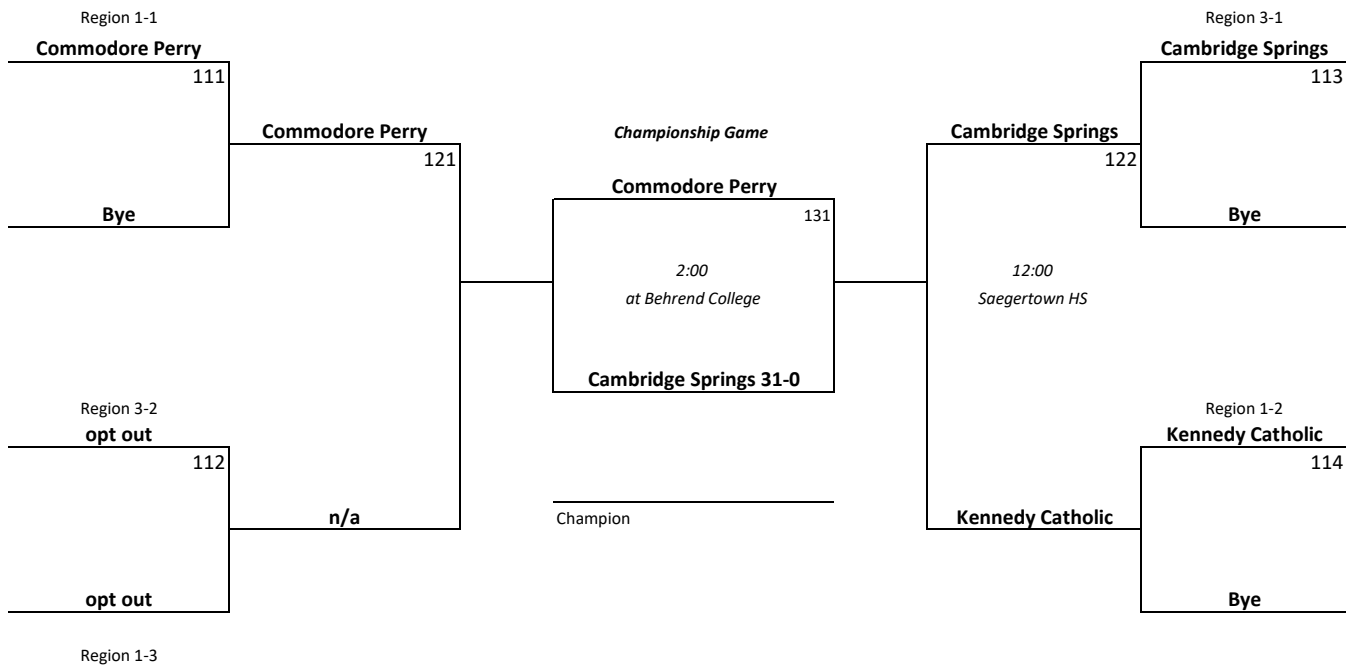 Region 1-1
Commodore Perry
111
Bye
Commodore Perry
121
Region 3-2
opt out
112
n/a
opt out
Region 1-3
Championship Game
Commodore Perry
131
2:00
at Behrend College
Cambridge Springs 31-0
Champion
Cambridge Springs
122
12:00
Saegertown HS
Kennedy Catholic
Region 3-1
Cambridge Springs
113
Bye
Region 1-2
Kennedy Catholic
114
Bye